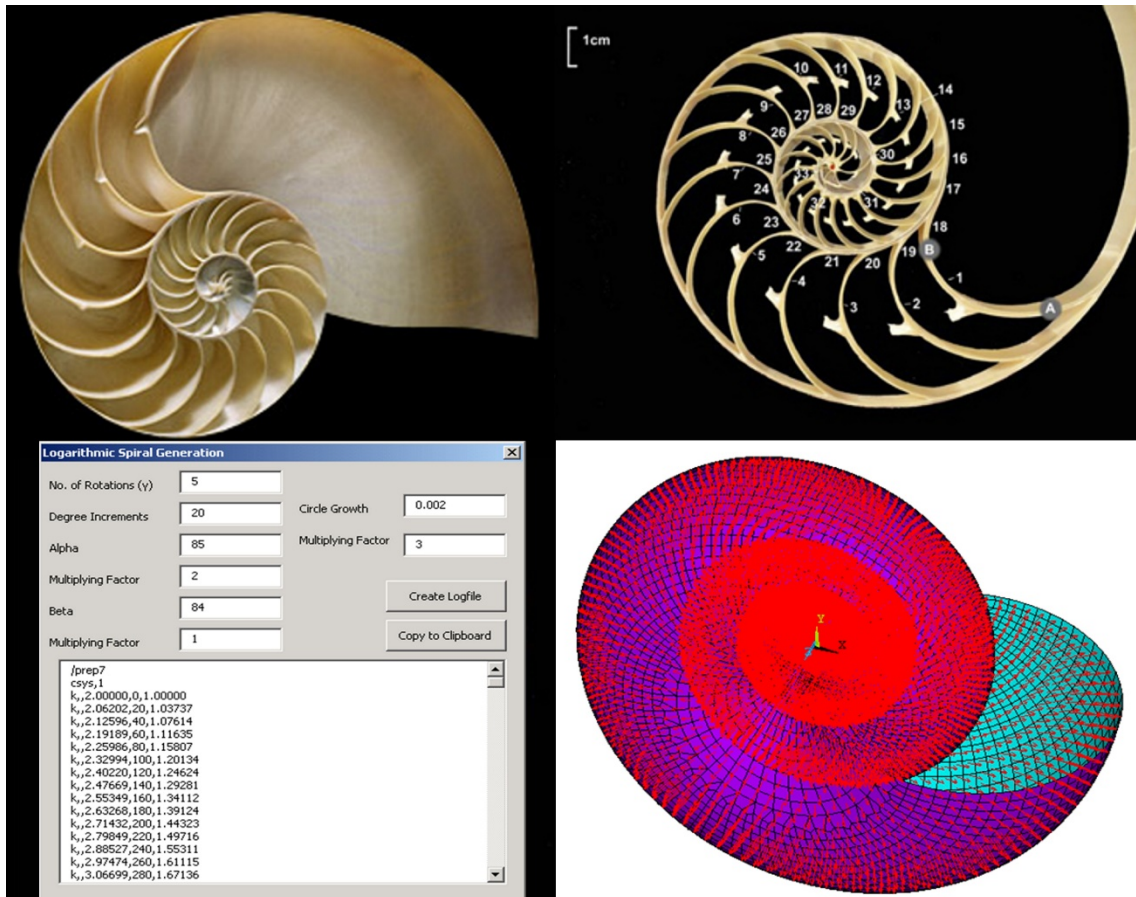 1cm
10
11
12
13
14
9
27
28
29
15
8
26
30
16
7
25
33
17
24
31
6
32
18
23
5
22
21
20
19
B
1
4
3
2
A
Logarithmic Spiral Generation
No. of Rotations (γ) 5
Circle Growth 0.002
Degree Increments 20
Multiplying Factor 3
Alpha 85
Multiplying Factor 2
Create Logfile
Beta 84
Copy to Clipboard
Multiplying Factor 1
/prep7
csys,1
k,,2.00000,0,1.00000
k,,2.06202,20,1.03737
k,,2.12596,40,1.07614
k,,2.19189,60,1.11635
k,,2.25986,80,1.15807
k,,2.32994,100,1.20134
k,,2.40220,120,1.24624
k,,2.47669,140,1.29281
k,,2.55349,160,1.34112
k,,2.63268,180,1.39124
k,,2.71432,200,1.44323
k,,2.79849,220,1.49716
k,,2.88527,240,1.55311
k,,2.97474,260,1.61115
k,,3.06699,280,1.67136
Y
X